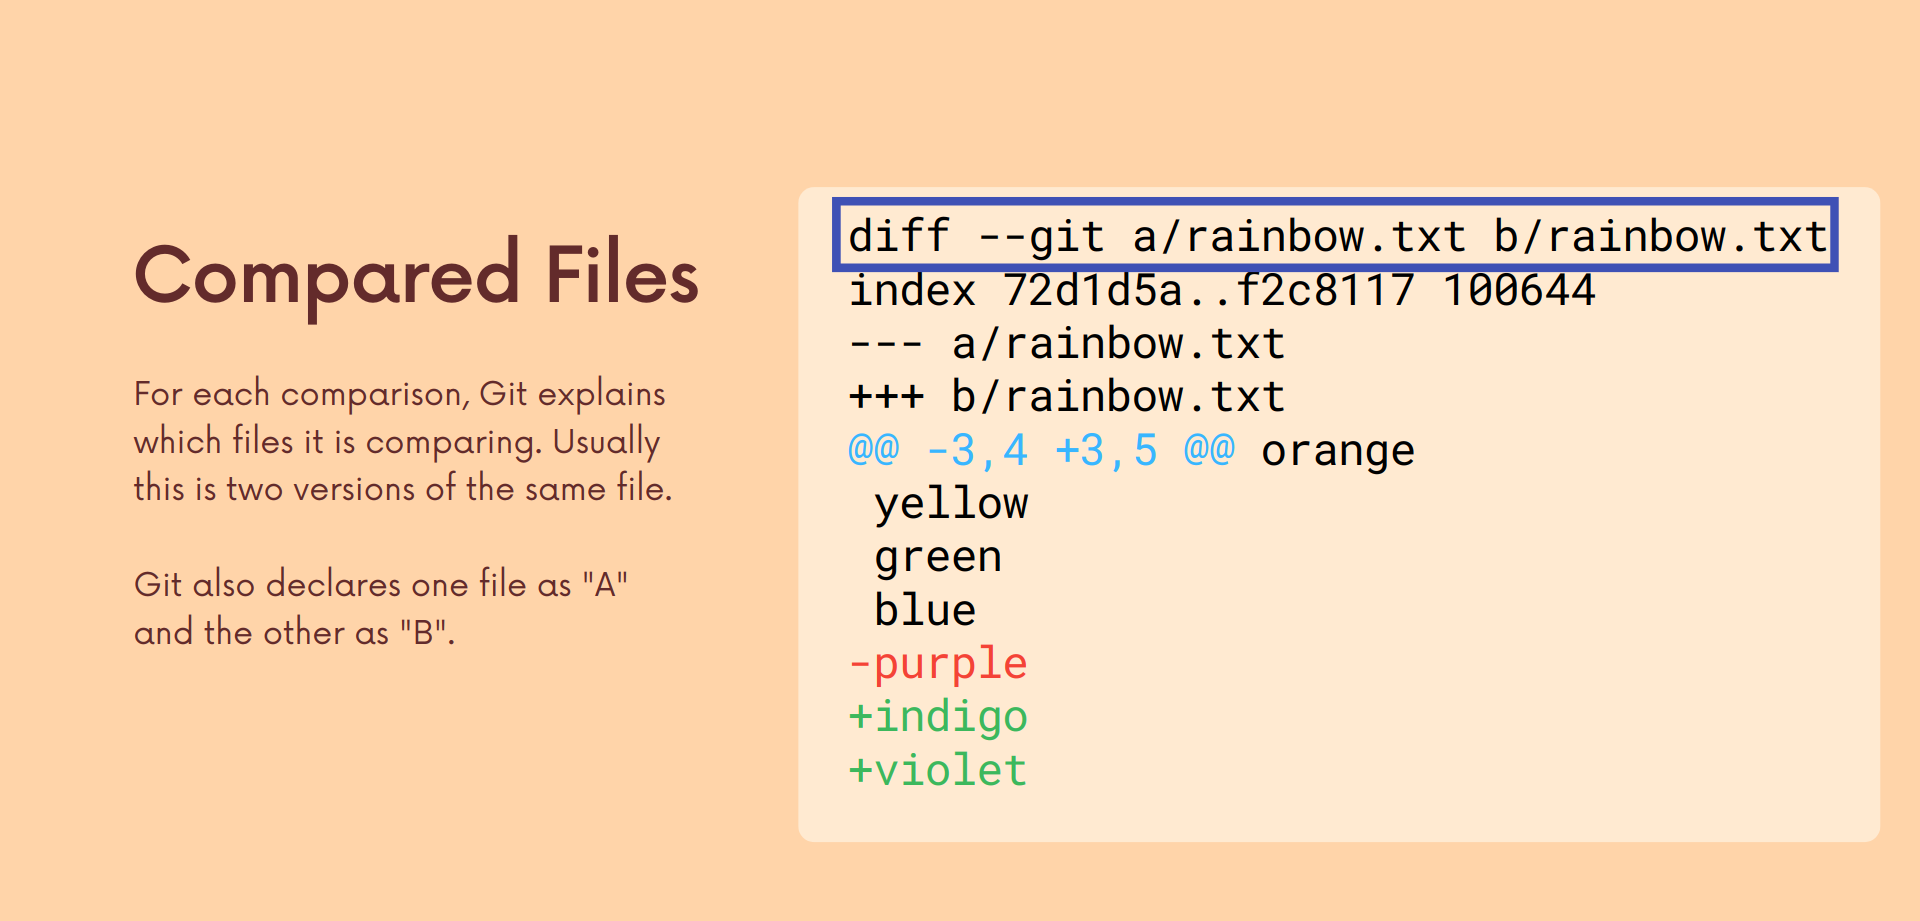 Compared Files
For each comparison, Git explains
which files it is comparing. Usually
this is two versions of the same file.
Git also declares one file as "A"
and the other as "B".
diff --git a/rainbow.txt b/rainbow.txt
index 72d1d5a..f2c8117 100644
--- a/rainbow.txt
+++ b/rainbow.txt
@@ -3,4 +3,5 @@ orange
 yellow
 green
 blue
-purple
+indigo
+violet